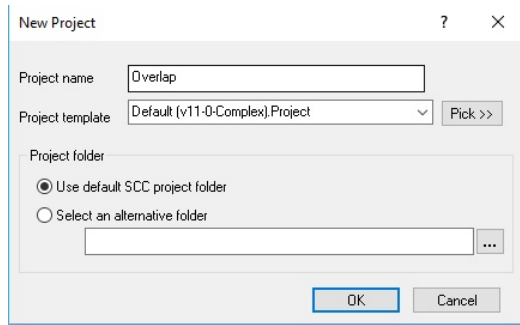 New Project ?
Project name Overlap
Project template Default (v11-0-Complex).Project Pick >>
Project folder
Use default SCC project folder
Select an alternative folder
...
OK Cancel